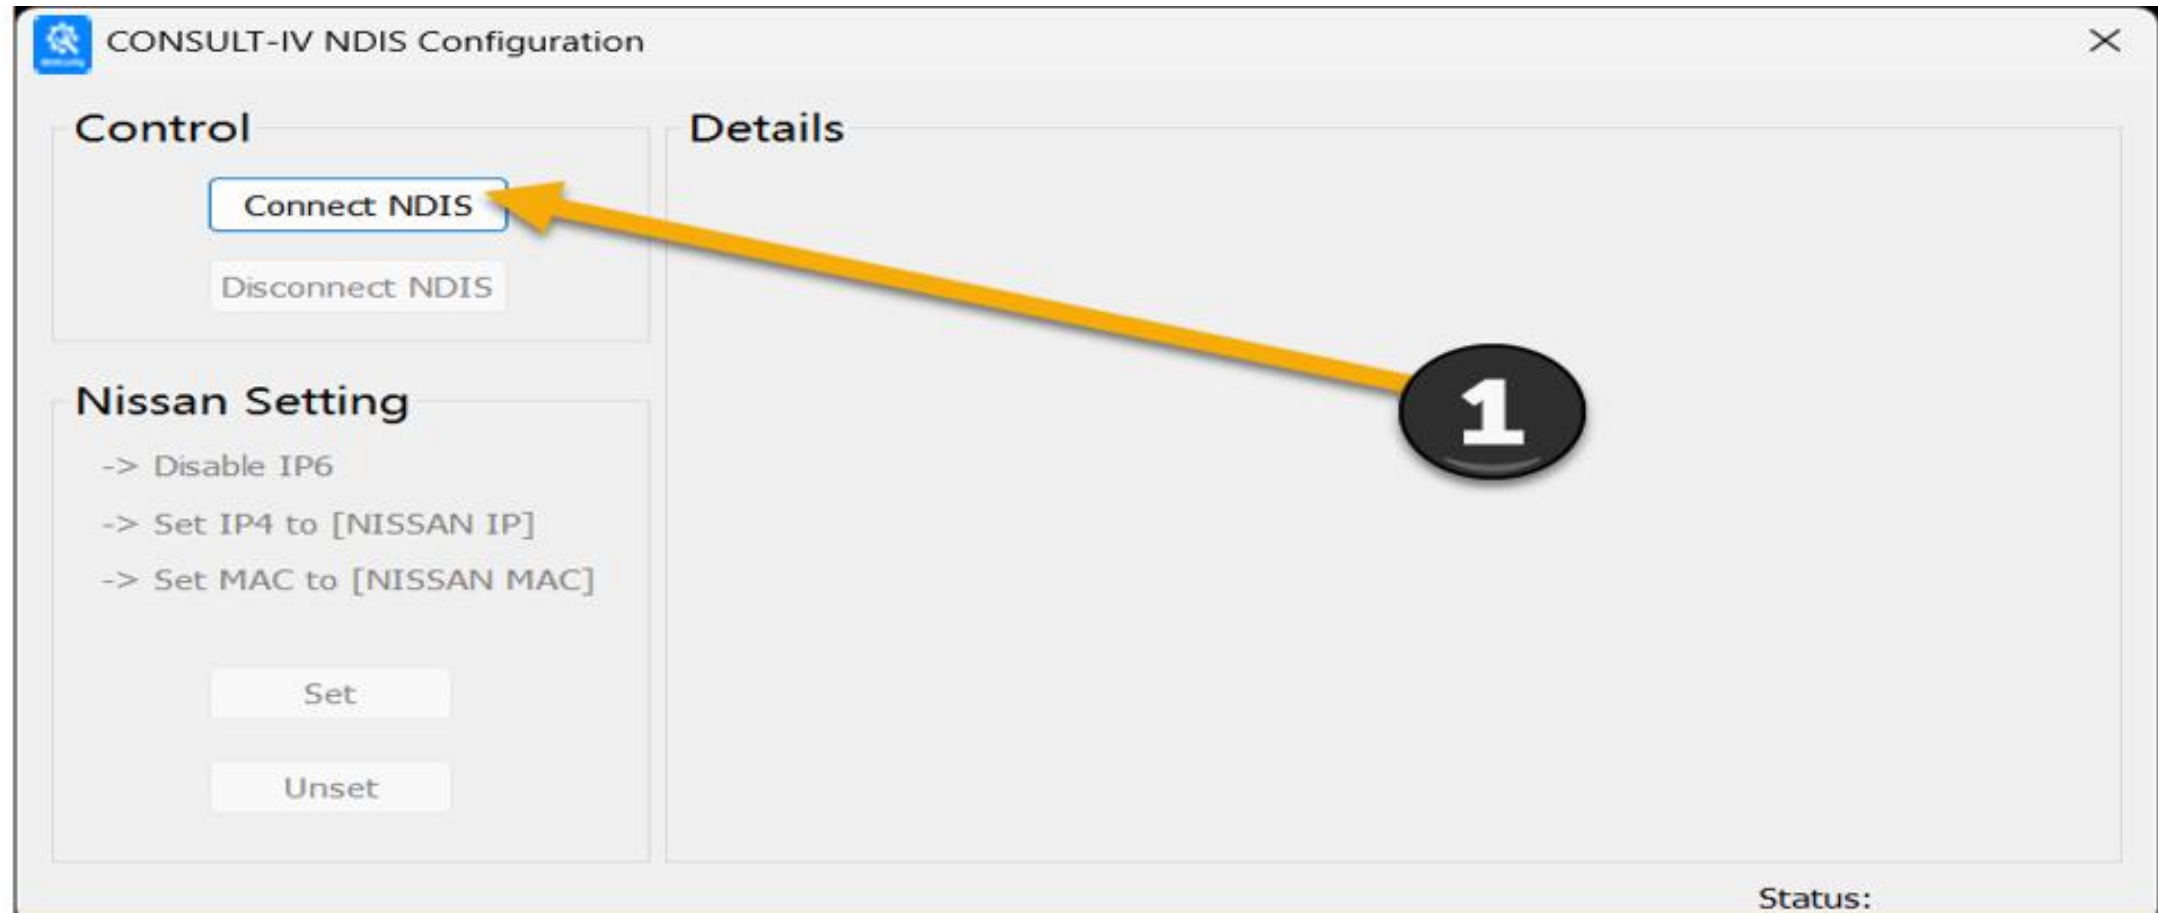 CONSULT-IV NDIS Configuration
Control
Connect NDIS
Disconnect NDIS
Nissan Setting
-> Disable IP6
-> Set IP4 to [NISSAN IP]
-> Set MAC to [NISSAN MAC]
Set
Unset
Details
1
Status: